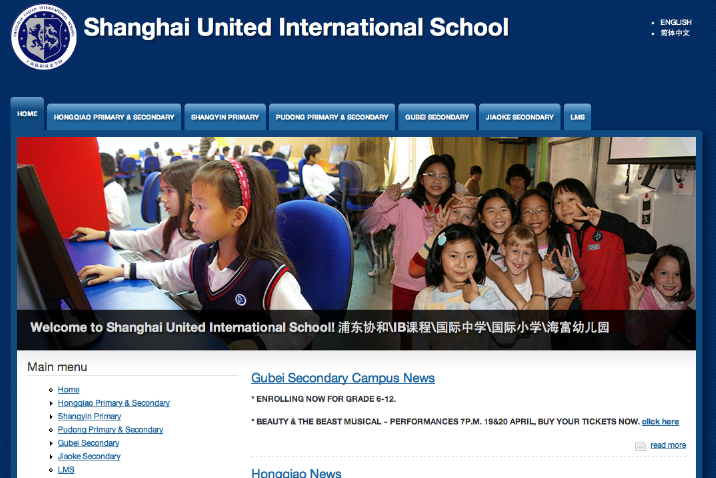 Shanghai United International School
ENGLISH
简体中文
HOME
HONGQIAO PRIMARY & SECONDARY
SHANGYIN PRIMARY
PUDONG PRIMARY & SECONDARY
GUBEI SECONDARY
JIAOKE SECONDARY
LMS
Welcome to Shanghai United International School! 浦东协和\IB课程\国际中学\国际小学\海富幼儿园
Main menu
Home
Hongqiao Primary & Secondary
Shangyin Primary
Pudong Primary & Secondary
Gubei Secondary
Jiaoke Secondary
LMS
Gubei Secondary Campus News
* ENROLLING NOW FOR GRADE 6-12.
* BEAUTY & THE BEAST MUSICAL – PERFORMANCES 7P.M. 19&20 APRIL, BUY YOUR TICKETS NOW. click here
read more
Hongqiao News